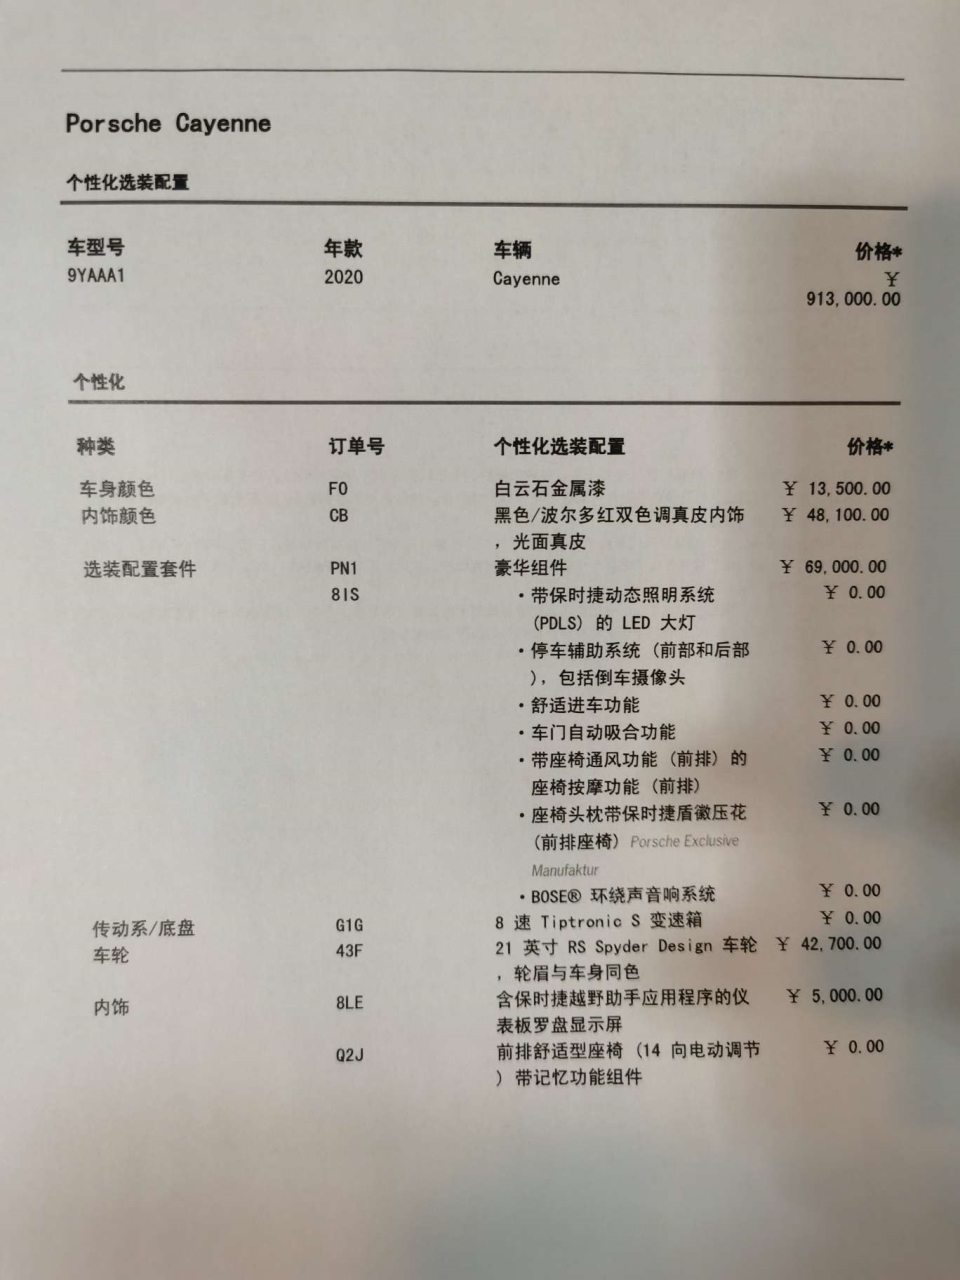 Porsche Cayenne
个性化选装配置
车型号 年款 车辆 价格*
9YAAA1 2020 Cayenne ¥
913,000.00
个性化
种类 订单号 个性化选装配置 价格*
车身颜色 F0 白云石金属漆 ¥ 13,500.00
内饰颜色 CB 黑色/波尔多红双色调真皮内饰 ¥ 48,100.00
，光面真皮
选装配置套件 PN1 豪华组件 ¥ 69,000.00
8IS ·带保时捷动态照明系统 ¥ 0.00
(PDLS) 的 LED 大灯
·停车辅助系统 (前部和后部 ¥ 0.00
)，包括倒车摄像头
·舒适进车功能 ¥ 0.00
·车门自动吸合功能 ¥ 0.00
·带座椅通风功能 (前排) 的 ¥ 0.00
座椅按摩功能 (前排)
·座椅头枕带保时捷盾徽压花 ¥ 0.00
(前排座椅) Porsche Exclusive
Manufaktur
·BOSE® 环绕声音响系统 ¥ 0.00
传动系/底盘 G1G 8 速 Tiptronic S 变速箱 ¥ 0.00
车轮 43F 21 英寸 RS Spyder Design 车轮 ¥ 42,700.00
，轮眉与车身同色
内饰 8LE 含保时捷越野助手应用程序的仪 ¥ 5,000.00
表板罗盘显示屏
Q2J 前排舒适型座椅 (14 向电动调节 ¥ 0.00
) 带记忆功能组件